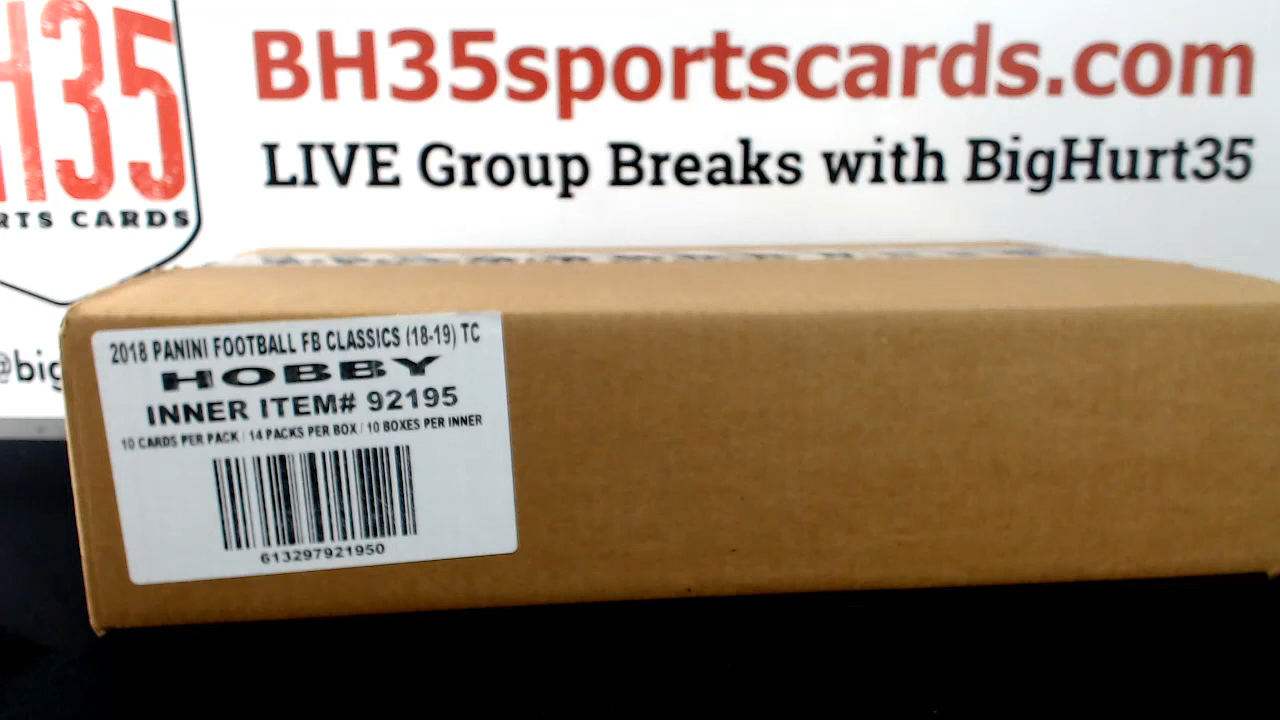 H35
RTS CARDS
@big
BH35sportscards.com
LIVE Group Breaks with BigHurt35
2018 PANINI FOOTBALL FB CLASSICS (18-19) TC
HOBBY
INNER ITEM# 92195
10 CARDS PER PACK / 14 PACKS PER BOX / 10 BOXES PER INNER
613297921950